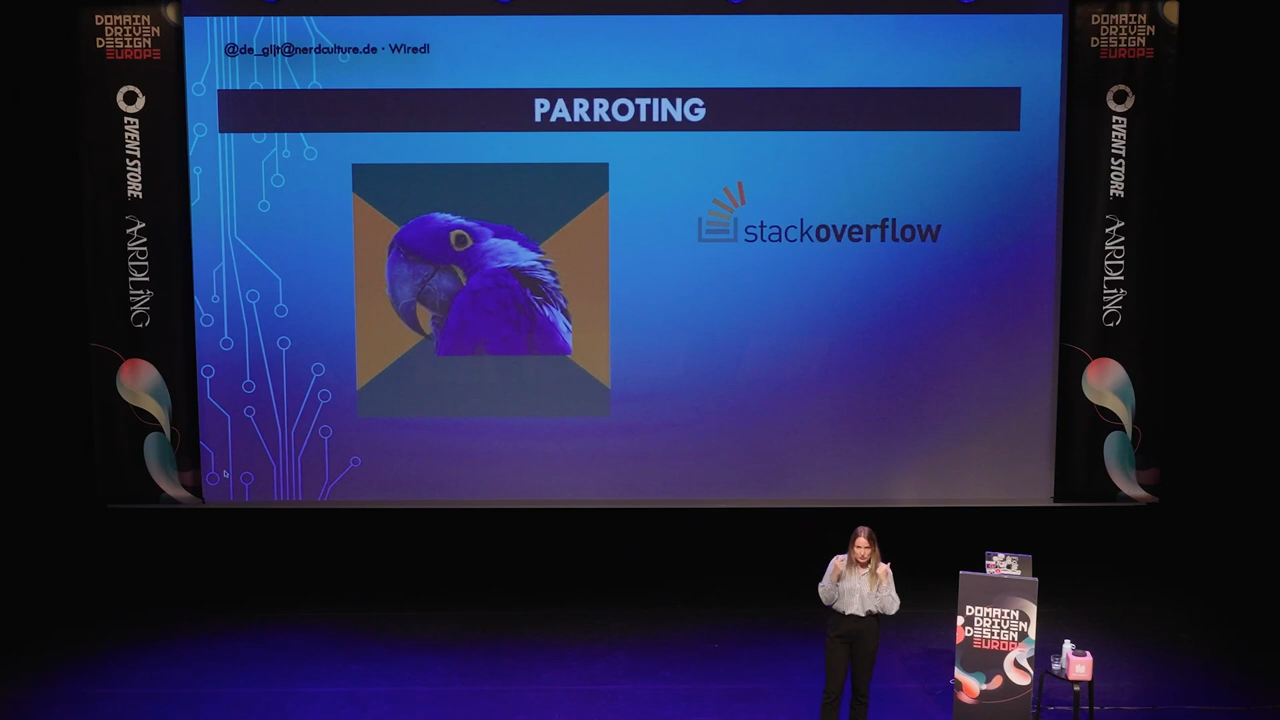 DOMAIN
DRIVEN
DESIGN
EUROPE
EVENT STORE
AARDLING
@de_gijt@nerdculture.de · Wiredl
PARROTING
stackoverflow
DOMAIN
DRIVEN
DESIGN
EUROPE
EVENT STORE
AARDLING
DOMAIN
DRIVEN
DESIGN
EUROPE